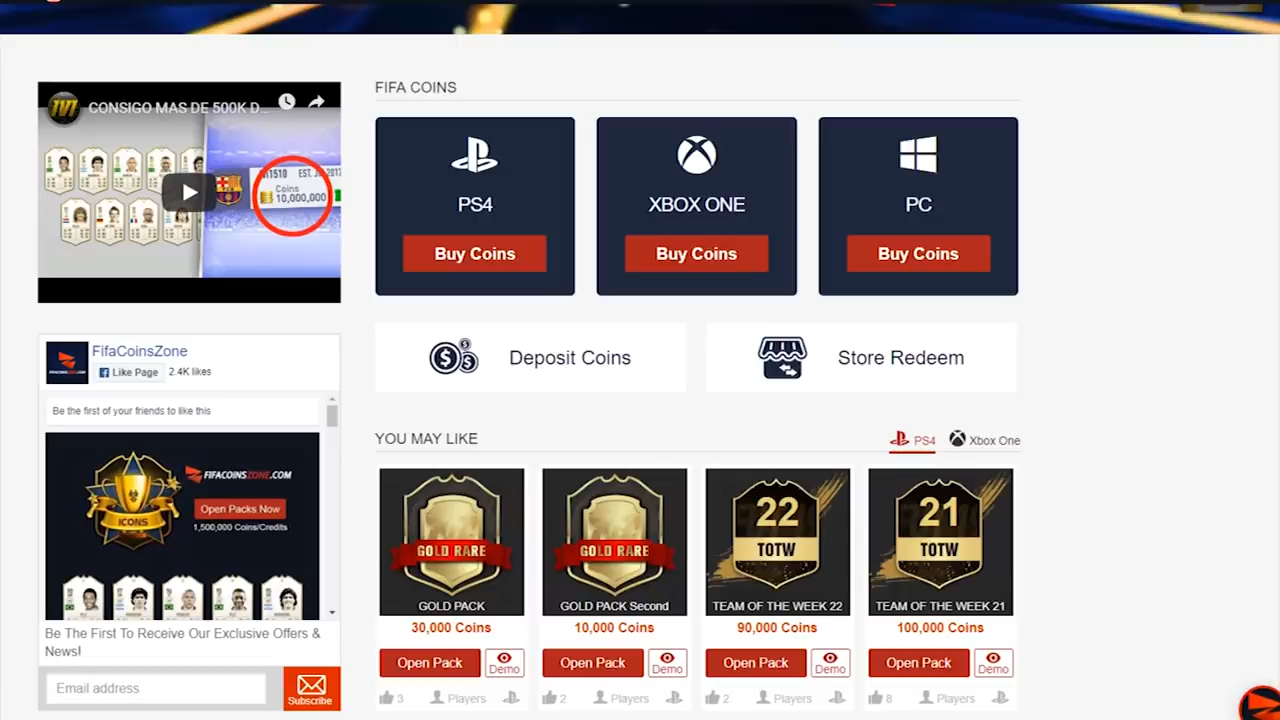 CONSIGO MAS DE 500K D...
EST. JUL 2017
Coins
10,000,000
FIFA COINS
PS4
Buy Coins
XBOX ONE
Buy Coins
PC
Buy Coins
Deposit Coins
Store Redeem
FifaCoinsZone
Like Page
2.4K likes
Be the first of your friends to like this
FIFACOINSZONE.COM
Open Packs Now
1,500,000 Coins/Credits
ICONS
Be The First To Receive Our Exclusive Offers &
News!
Email address
Subscribe
YOU MAY LIKE
PS4
Xbox One
GOLD RARE
GOLD PACK
30,000 Coins
Open Pack
Demo
3
Players
GOLD RARE
GOLD PACK Second
10,000 Coins
Open Pack
Demo
2
Players
22
TOTW
TEAM OF THE WEEK 22
90,000 Coins
Open Pack
Demo
2
Players
21
TOTW
TEAM OF THE WEEK 21
100,000 Coins
Open Pack
Demo
8
Players